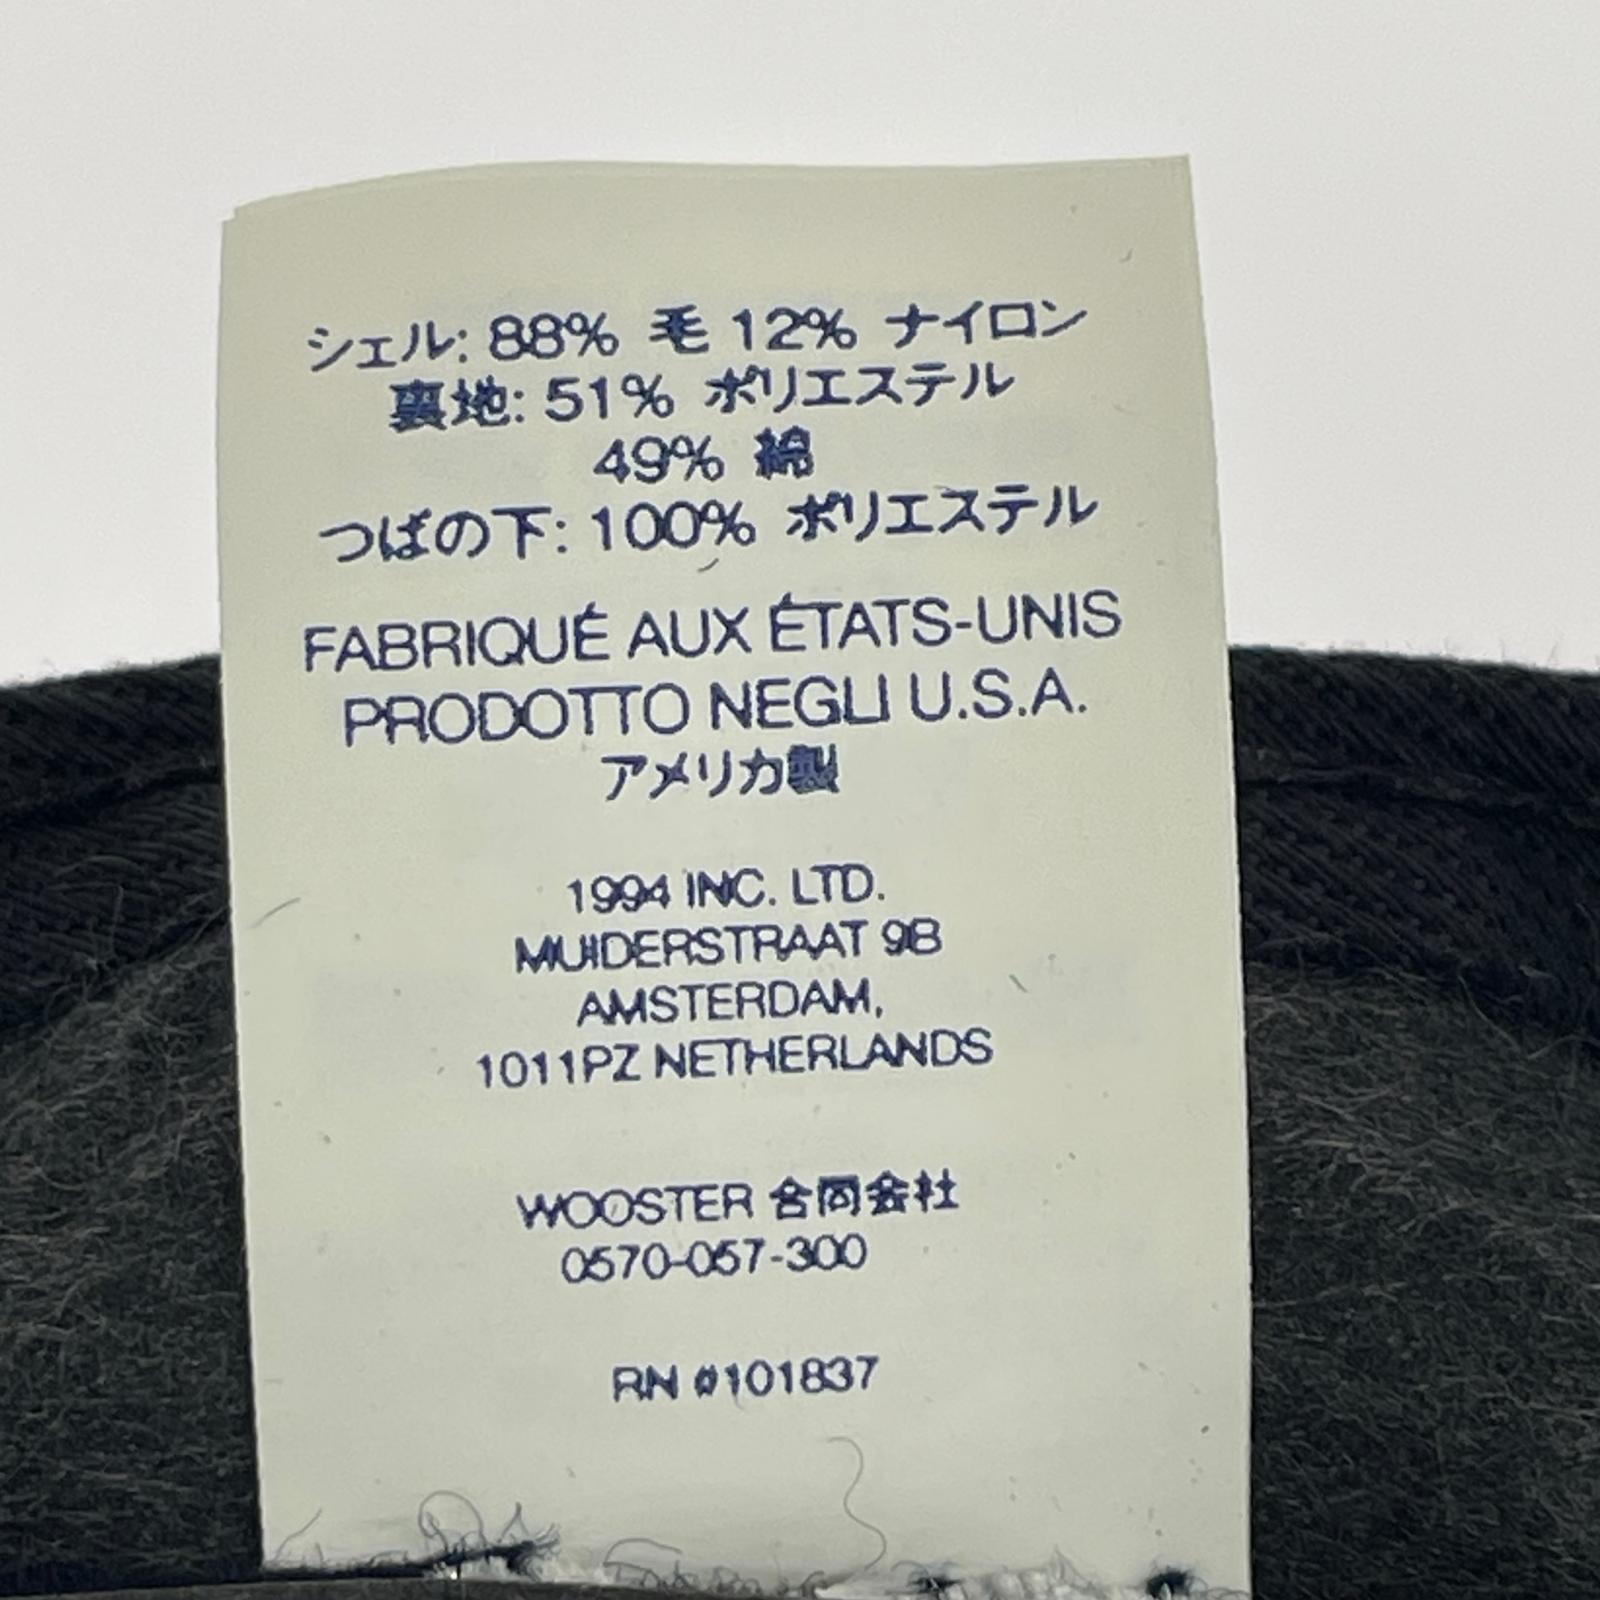 シェル: 88% 毛 12% ナイロン
裏地: 51% ポリエステル
49% 綿
つばの下: 100% ポリエステル
FABRIQUÉ AUX ÉTATS-UNIS
PRODOTTO NEGLI U.S.A.
アメリカ製
1994 INC. LTD.
MUIDERSTRAAT 9B
AMSTERDAM,
1011PZ NETHERLANDS
WOOSTER 合同会社
0570-057-300
RN #101837